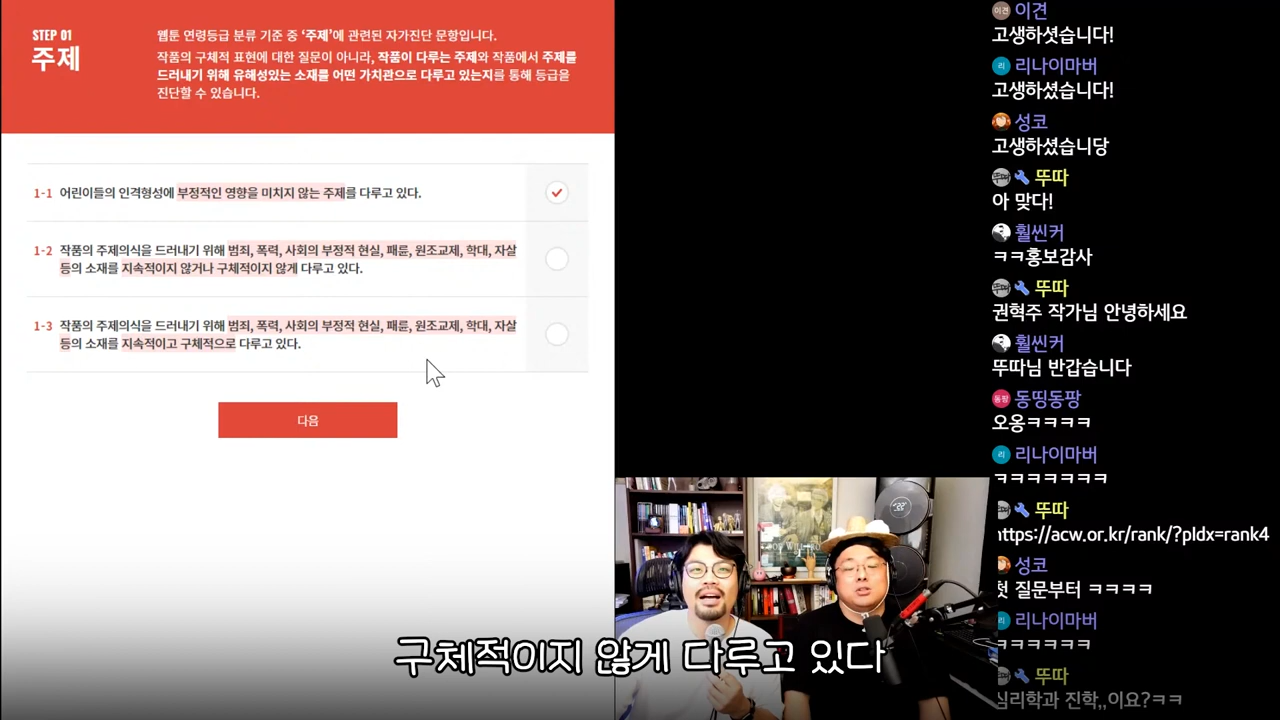 STEP 01
주제
웹툰 연령등급 분류 기준 중 '주제'에 관련된 자가진단 문항입니다.
작품의 구체적 표현에 대한 질문이 아니라, 작품이 다루는 주제와 작품에서 주제를
드러내기 위해 유해성있는 소재를 어떤 가치관으로 다루고 있는지를 통해 등급을
진단할 수 있습니다.
1-1 어린이들의 인격형성에 부정적인 영향을 미치지 않는 주제를 다루고 있다.
1-2 작품의 주제의식을 드러내기 위해 범죄, 폭력, 사회의 부정적 현실, 패륜, 원조교제, 학대, 자살
등의 소재를 지속적이지 않거나 구체적이지 않게 다루고 있다.
1-3 작품의 주제의식을 드러내기 위해 범죄, 폭력, 사회의 부정적 현실, 패륜, 원조교제, 학대, 자살
등의 소재를 지속적이고 구체적으로 다루고 있다.
다음
이견 이견
고생하셧습니다!
리 리나이마버
고생하셨습니다!
성코
고생하셨습니당
뚜따 뚜따
아 맞다!
훨씬커
ㅋㅋ홍보감사
뚜따 뚜따
권혁주 작가님 안녕하세요
훨씬커
뚜따님 반갑습니다
동팡 동띵동팡
오옹ㅋㅋㅋㅋ
리 리나이마버
ㅋㅋㅋㅋㅋㅋㅋ
뚜따
https://acw.or.kr/rank/?pIdx=rank4
성코
첫 질문부터 ㅋㅋㅋㅋ
리나이마버
ㅋㅋㅋㅋㅋㅋ
뚜따
심리학과 진학,,이요?ㅋㅋ
구체적이지 않게 다루고 있다